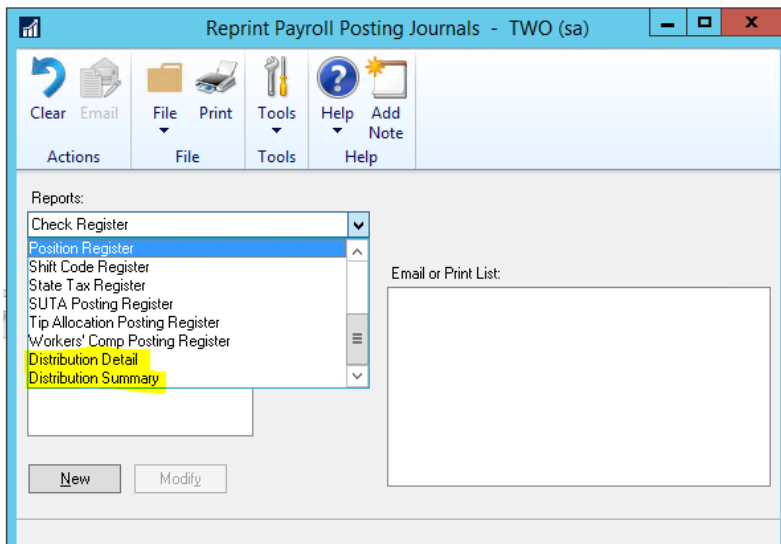 Reprint Payroll Posting Journals - TWO (sa)
Clear Email File Print Tools Help Add Note
Actions File Tools Help
Reports:
Check Register
Position Register
Shift Code Register
State Tax Register
SUTA Posting Register
Tip Allocation Posting Register
Workers' Comp Posting Register
Distribution Detail
Distribution Summary
Email or Print List:
New Modify